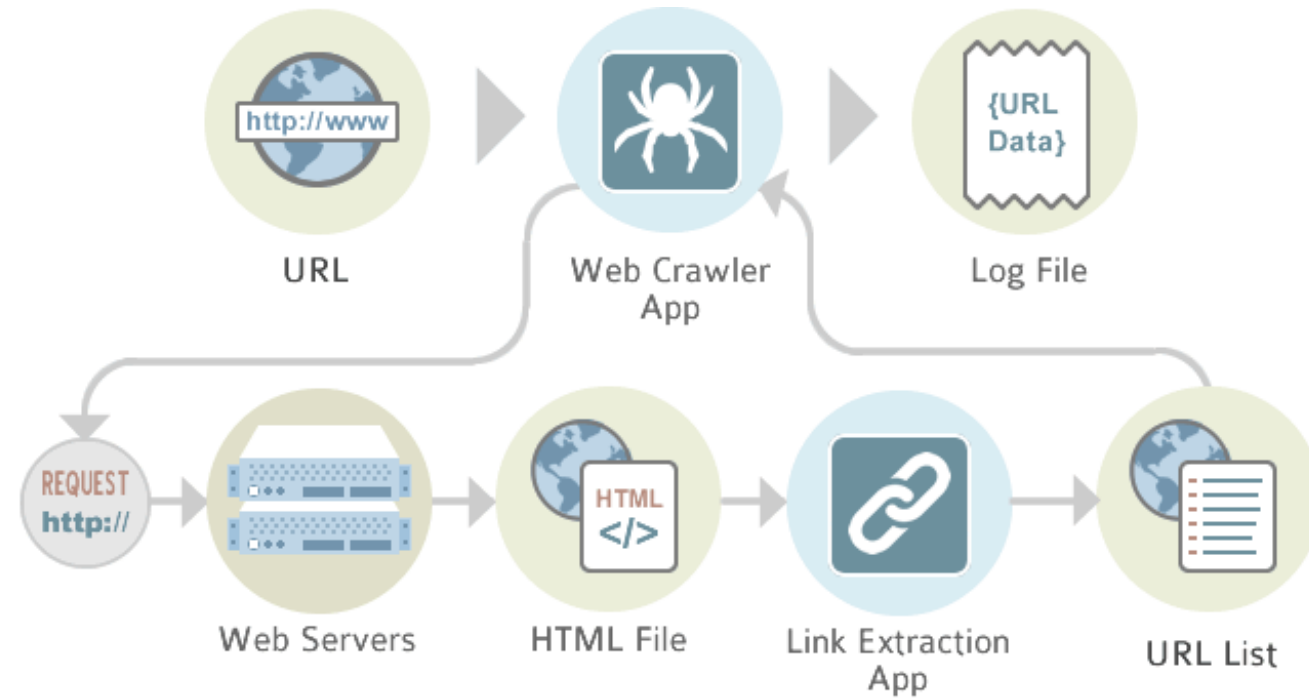 http://www
{URL
Data}
URL
Web Crawler
App
Log File
REQUEST
http://
HTML
</>
Web Servers
HTML File
Link Extraction
App
URL List